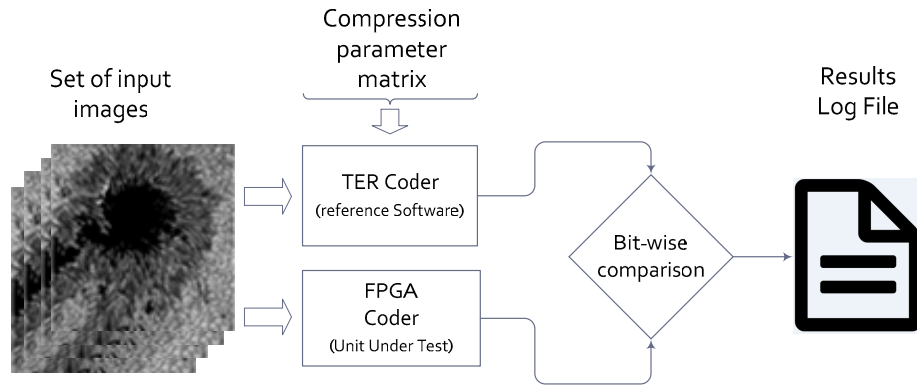 Compression
parameter
matrix
Set of input
images
Results
Log File
TER Coder
(reference Software)
Bit-wise
comparison
FPGA
Coder
(Unit Under Test)